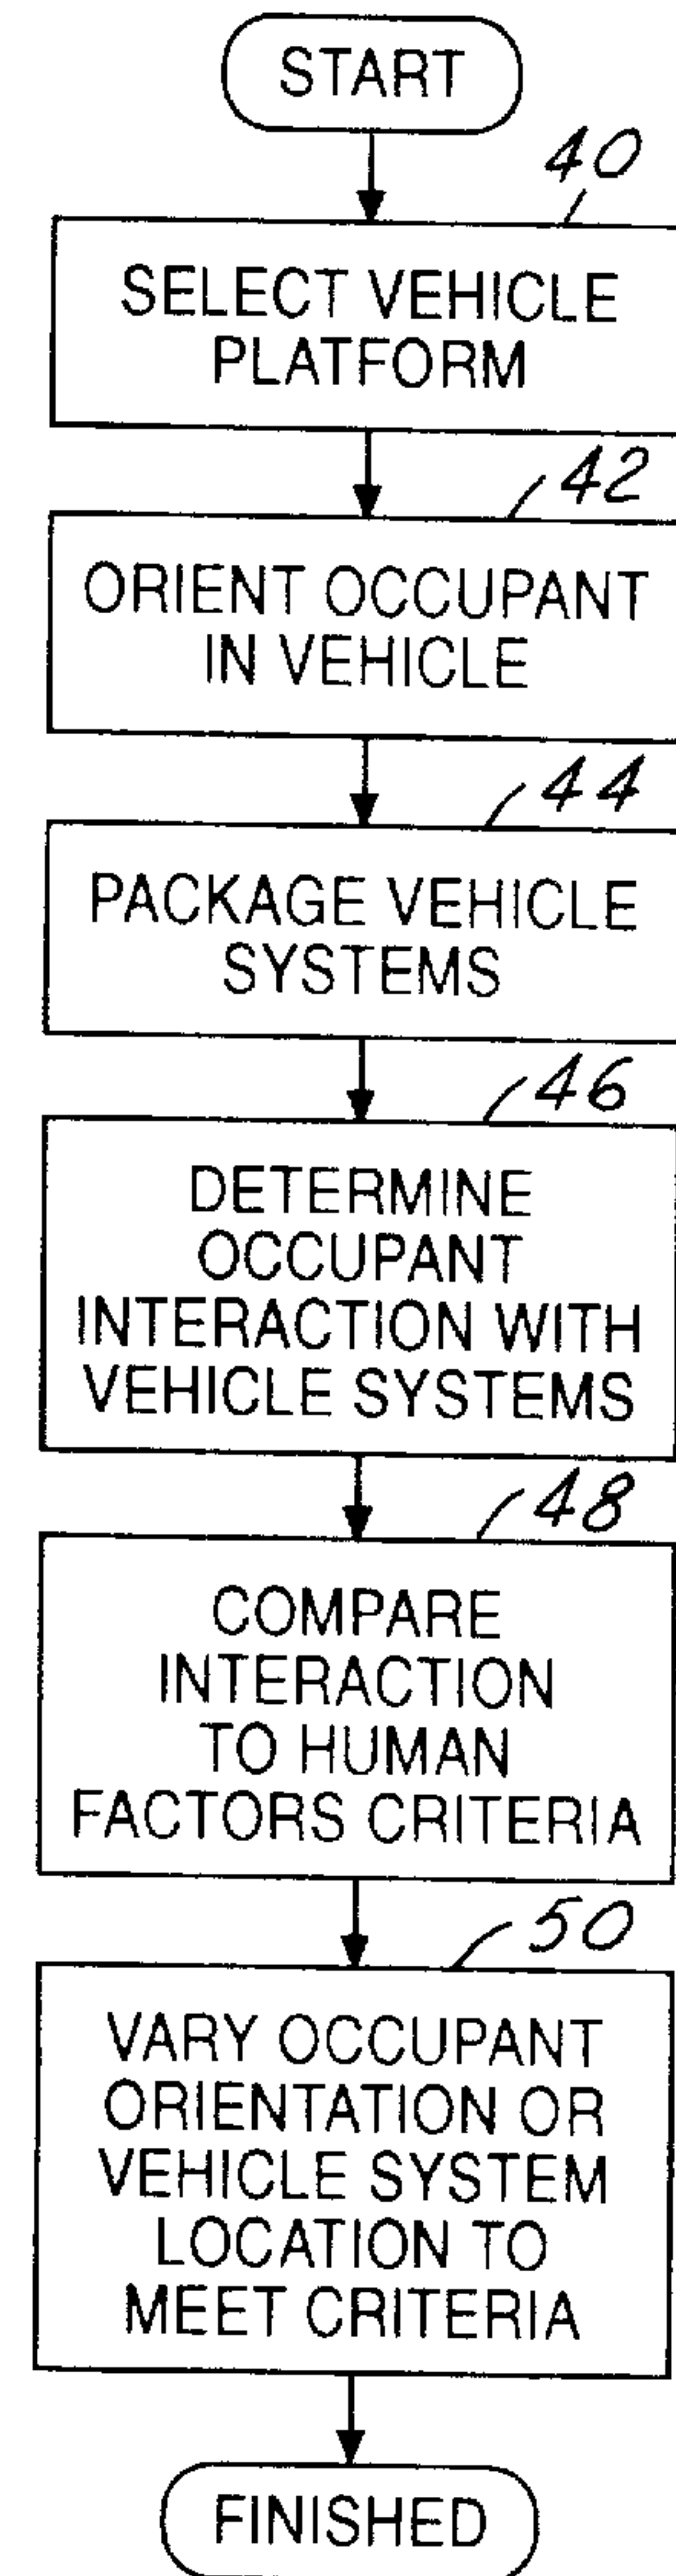 START
40
SELECT VEHICLE
PLATFORM
42
ORIENT OCCUPANT
IN VEHICLE
44
PACKAGE VEHICLE
SYSTEMS
46
DETERMINE
OCCUPANT
INTERACTION WITH
VEHICLE SYSTEMS
48
COMPARE
INTERACTION
TO HUMAN
FACTORS CRITERIA
50
VARY OCCUPANT
ORIENTATION OR
VEHICLE SYSTEM
LOCATION TO
MEET CRITERIA
FINISHED